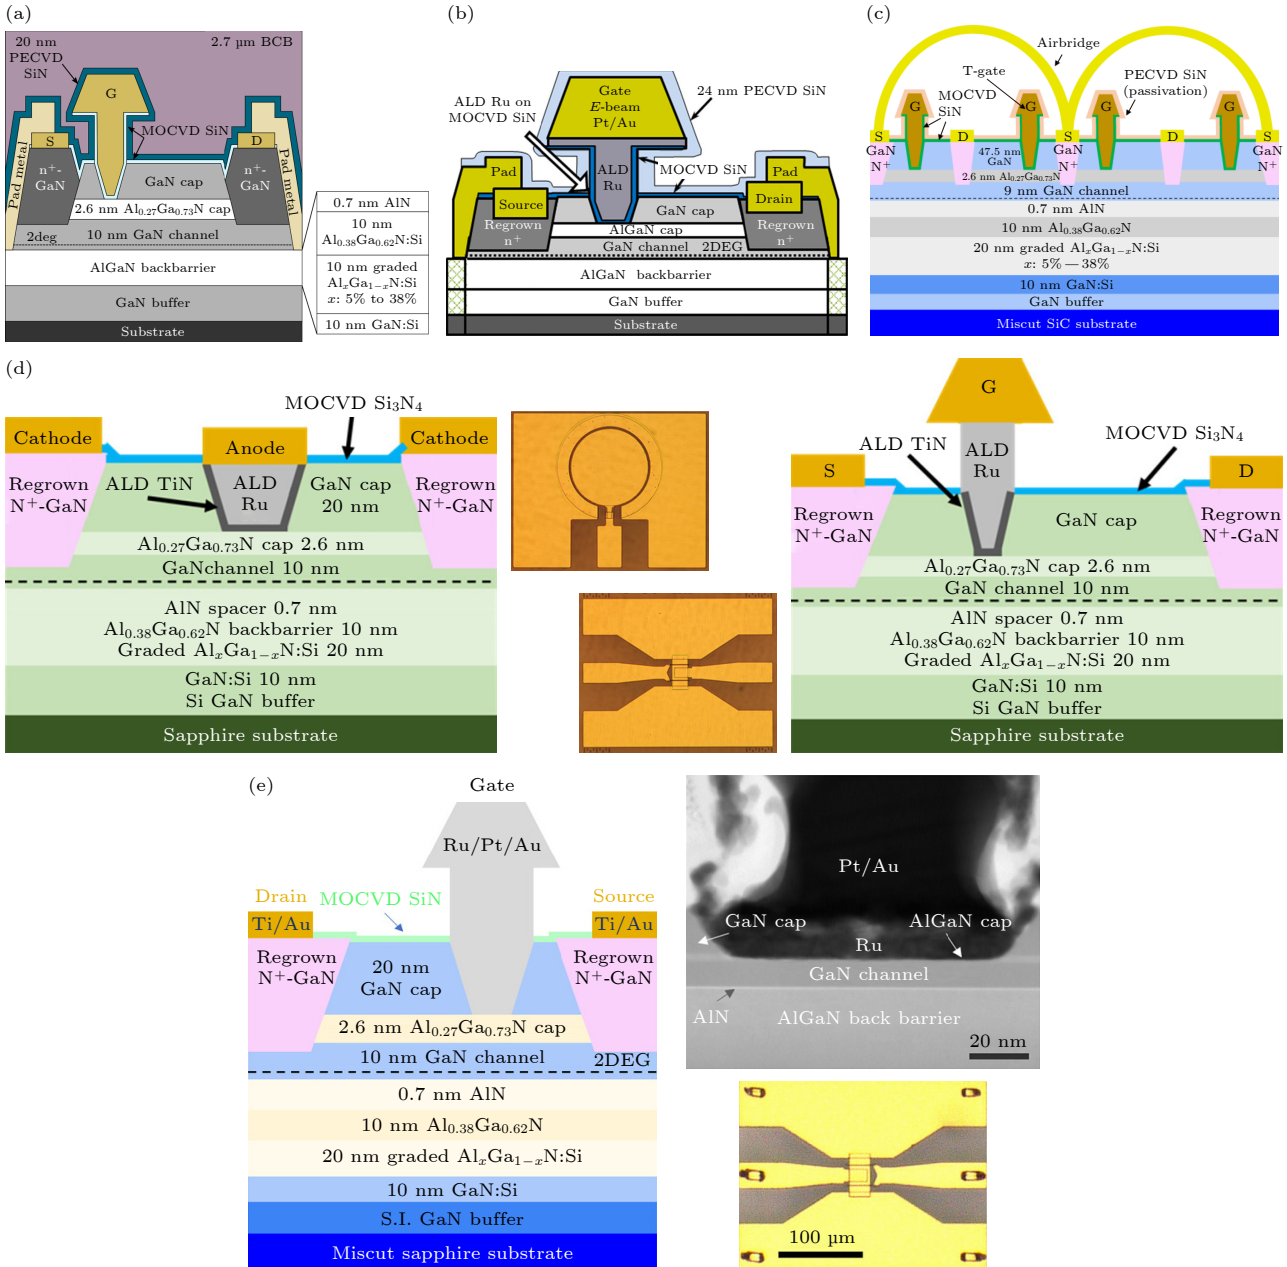 (a)
20 nm
PECVD
SiN
2.7 µm BCB
G
MOCVD SiN
S
D
n⁺-
GaN
GaN cap
n⁺-
GaN
Pad metal
Pad metal
2.6 nm Al₀.₂₇Ga₀.₇₃N cap
2deg
10 nm GaN channel
AlGaN backbarrier
GaN buffer
Substrate
0.7 nm AlN
10 nm
Al₀.₃₈Ga₀.₆₂N:Si
10 nm graded
AlₓGa₁₋ₓN:Si
x: 5% to 38%
10 nm GaN:Si
(b)
ALD Ru on
MOCVD SiN
Gate
E-beam
Pt/Au
24 nm PECVD SiN
MOCVD SiN
ALD
Ru
Pad
Pad
Source
Drain
GaN cap
Regrown
n⁺
Regrown
n⁺
AlGaN cap
GaN channel
2DEG
AlGaN backbarrier
GaN buffer
Substrate
(c)
Airbridge
T-gate
MOCVD
SiN
PECVD SiN
(passivation)
G
G
G
G
S
D
S
D
S
GaN
N⁺
47.5 nm
GaN
GaN
N⁺
GaN
N⁺
2.6 nm Al₀.₂₇Ga₀.₇₃N
9 nm GaN channel
0.7 nm AlN
10 nm Al₀.₃₈Ga₀.₆₂N
20 nm graded AlₓGa₁₋ₓN:Si
x: 5% — 38%
10 nm GaN:Si
GaN buffer
Miscut SiC substrate
(d)
MOCVD Si₃N₄
Cathode
Anode
Cathode
Regrown
N⁺-GaN
ALD TiN
ALD
Ru
GaN cap
20 nm
Regrown
N⁺-GaN
Al₀.₂₇Ga₀.₇₃N cap 2.6 nm
GaNchannel 10 nm
AlN spacer 0.7 nm
Al₀.₃₈Ga₀.₆₂N backbarrier 10 nm
Graded AlₓGa₁₋ₓN:Si 20 nm
GaN:Si 10 nm
Si GaN buffer
Sapphire substrate
G
ALD TiN
ALD
Ru
MOCVD Si₃N₄
S
D
Regrown
N⁺-GaN
GaN cap
Regrown
N⁺-GaN
Al₀.₂₇Ga₀.₇₃N cap 2.6 nm
GaN channel 10 nm
AlN spacer 0.7 nm
Al₀.₃₈Ga₀.₆₂N backbarrier 10 nm
Graded AlₓGa₁₋ₓN:Si 20 nm
GaN:Si 10 nm
Si GaN buffer
Sapphire substrate
(e)
Gate
Ru/Pt/Au
Drain
MOCVD SiN
Source
Ti/Au
Ti/Au
Regrown
N⁺-GaN
20 nm
GaN cap
Regrown
N⁺-GaN
2.6 nm Al₀.₂₇Ga₀.₇₃N cap
10 nm GaN channel
2DEG
0.7 nm AlN
10 nm Al₀.₃₈Ga₀.₆₂N
20 nm graded AlₓGa₁₋ₓN:Si
10 nm GaN:Si
S.I. GaN buffer
Miscut sapphire substrate
Pt/Au
GaN cap
AlGaN cap
Ru
GaN channel
AlN
AlGaN back barrier
20 nm
100 µm